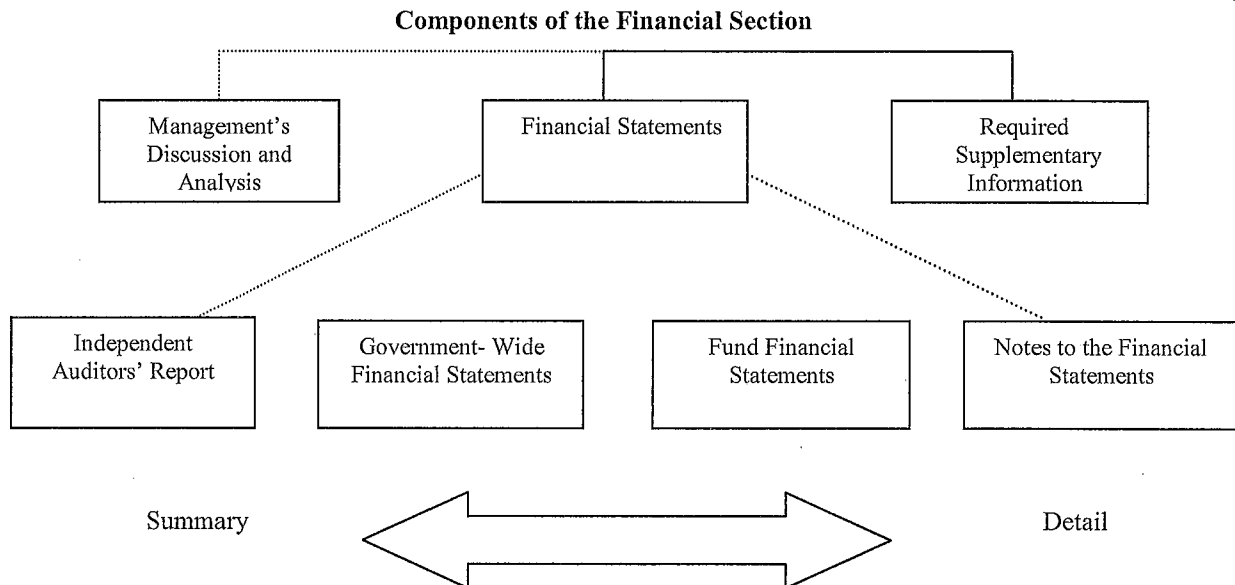 Components of the Financial Section
Management's
Discussion and
Analysis
Financial Statements
Required
Supplementary
Information
Independent
Auditors' Report
Government- Wide
Financial Statements
Fund Financial
Statements
Notes to the Financial
Statements
Summary
Detail